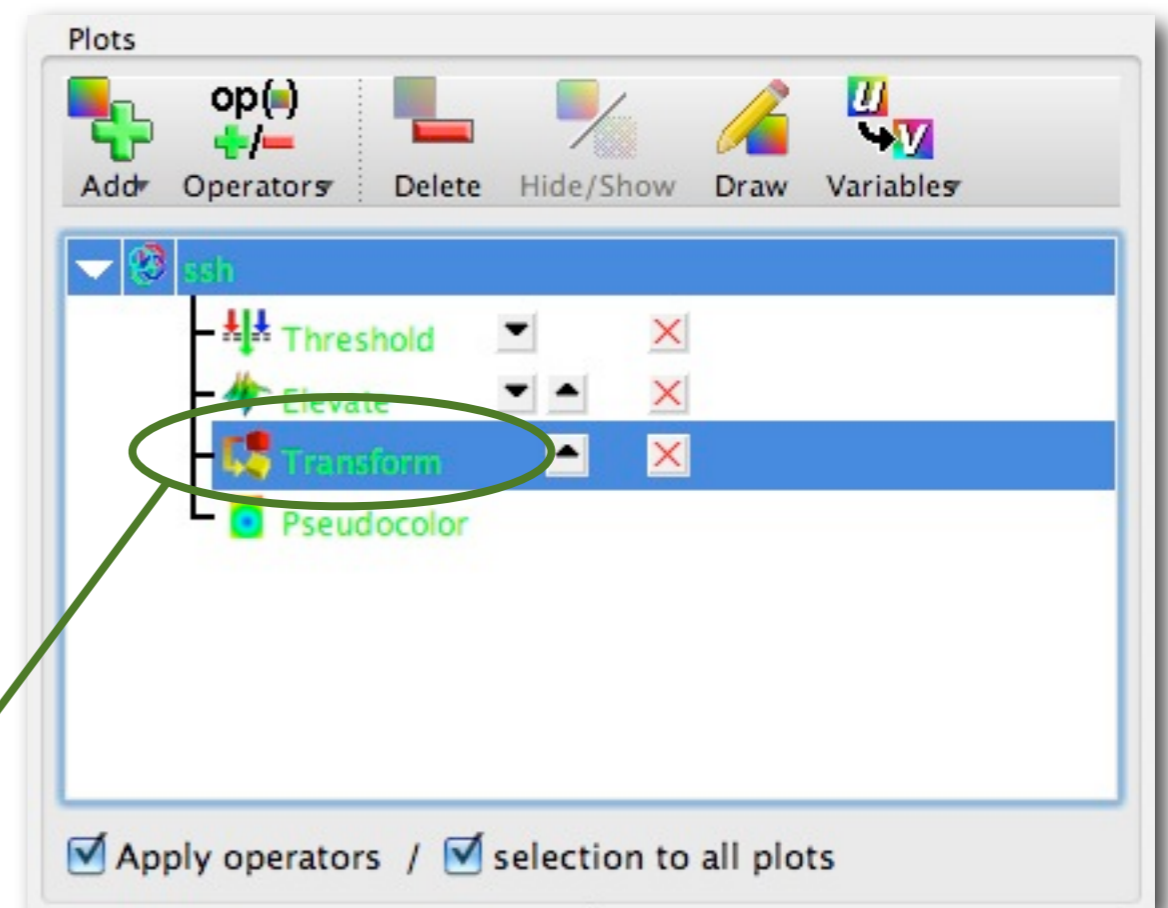 Plots
op( )
+/-
U
V
Add Operators Delete Hide/Show Draw Variables
ssh
Threshold
Elevate
Transform
Pseudocolor
Apply operators / selection to all plots